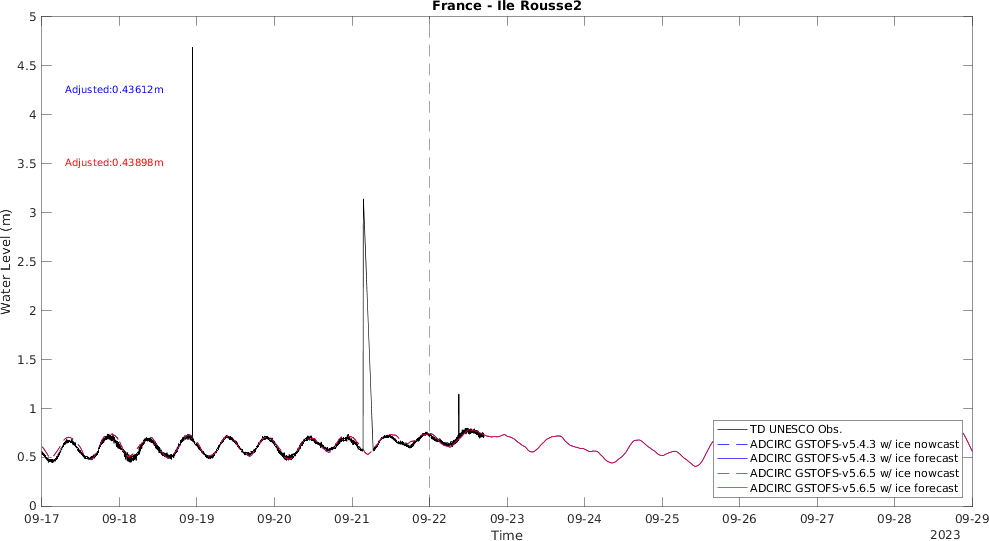 France - Ile Rousse2
5
4.5
4
3.5
3
2.5
2
1.5
1
0.5
0
Water Level (m)
Adjusted:0.43612m
Adjusted:0.43898m
TD UNESCO Obs.
ADCIRC GSTOFS-v5.4.3 w/ ice nowcast
ADCIRC GSTOFS-v5.4.3 w/ ice forecast
ADCIRC GSTOFS-v5.6.5 w/ ice nowcast
ADCIRC GSTOFS-v5.6.5 w/ ice forecast
09-17 09-18 09-19 09-20 09-21 09-22 09-23 09-24 09-25 09-26 09-27 09-28 09-29
Time
2023